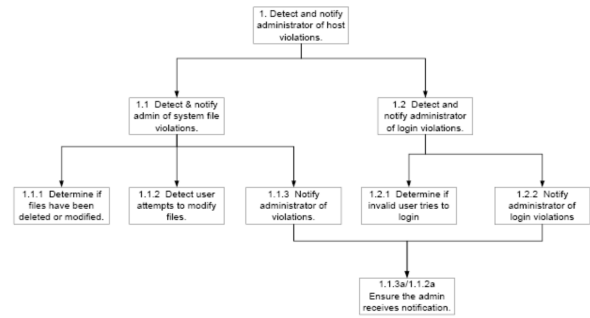 1. Detect and notify
administrator of host
violations.
1.1 Detect & notify
admin of system file
violations.
1.2 Detect and
notify administrator
of login violations.
1.1.1 Determine if
files have been
deleted or modified.
1.1.2 Detect user
attempts to modify
files.
1.1.3 Notify
administrator of
violations.
1.2.1 Determine if
invalid user tries to
login
1.2.2 Notify
administrator of
login violations
1.1.3a/1.1.2a
Ensure the admin
receives notification.